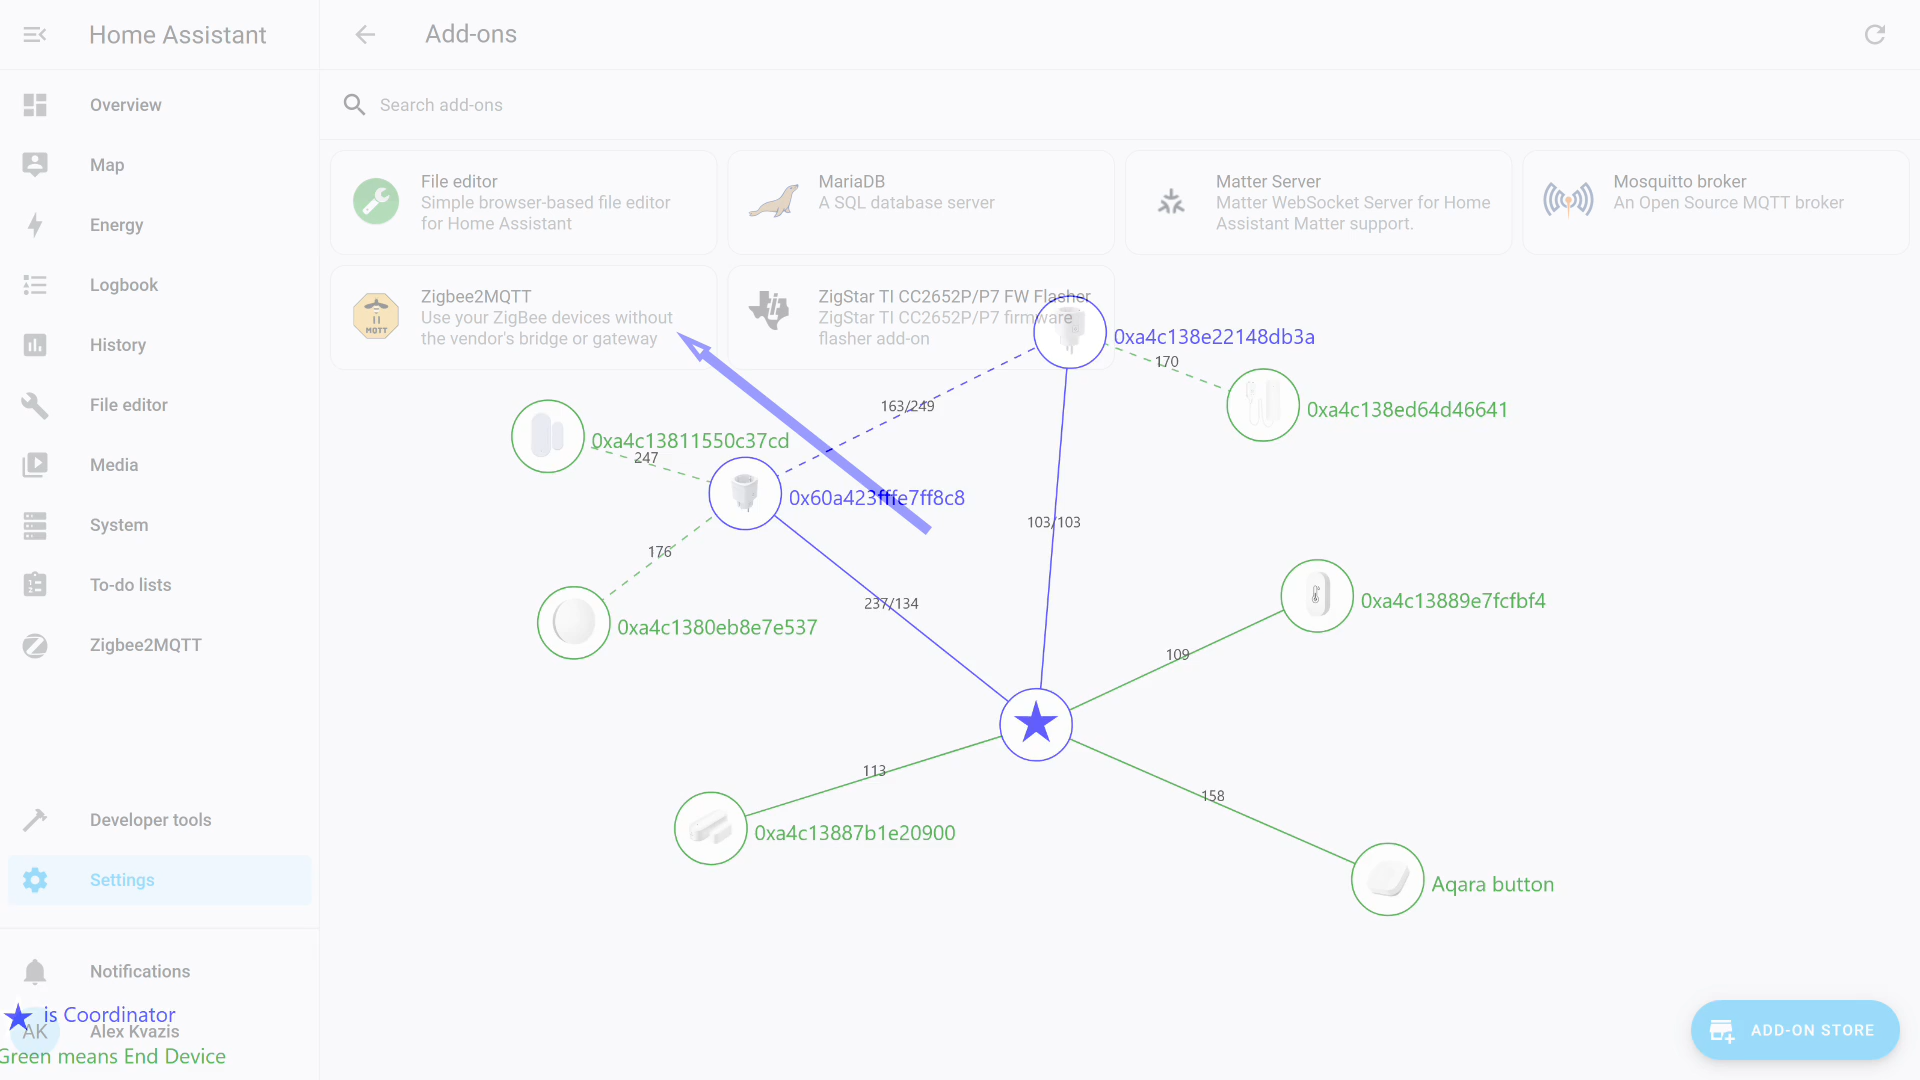 Home Assistant
Add-ons
Search add-ons
Overview
Map
Energy
Logbook
History
File editor
Media
System
To-do lists
Zigbee2MQTT
Developer tools
Settings
Notifications
is Coordinator
AK
Alex Kvazis
Green means End Device
File editor
Simple browser-based file editor
for Home Assistant
MariaDB
A SQL database server
Matter Server
Matter WebSocket Server for Home
Assistant Matter support.
Mosquitto broker
An Open Source MQTT broker
MQTT
Zigbee2MQTT
Use your ZigBee devices without
the vendor's bridge or gateway
ZigStar TI CC2652P/P7 FW Flasher
ZigStar TI CC2652P/P7 firmware
flasher add-on
0xa4c138e22148db3a
170
163/249
0xa4c138ed64d46641
0xa4c13811550c37cd
247
0x60a423fffe7ff8c8
103/103
176
237/134
0xa4c13889e7fcfbf4
0xa4c1380eb8e7e537
109
113
158
0xa4c13887b1e20900
Aqara button
ADD-ON STORE